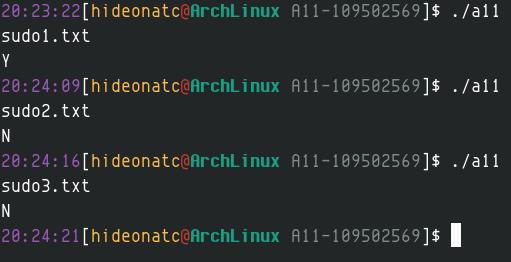 20:23:22[hideonatc@ArchLinux A11-109502569]$ ./a11
sudo1.txt
Y
20:24:09[hideonatc@ArchLinux A11-109502569]$ ./a11
sudo2.txt
N
20:24:16[hideonatc@ArchLinux A11-109502569]$ ./a11
sudo3.txt
N
20:24:21[hideonatc@ArchLinux A11-109502569]$